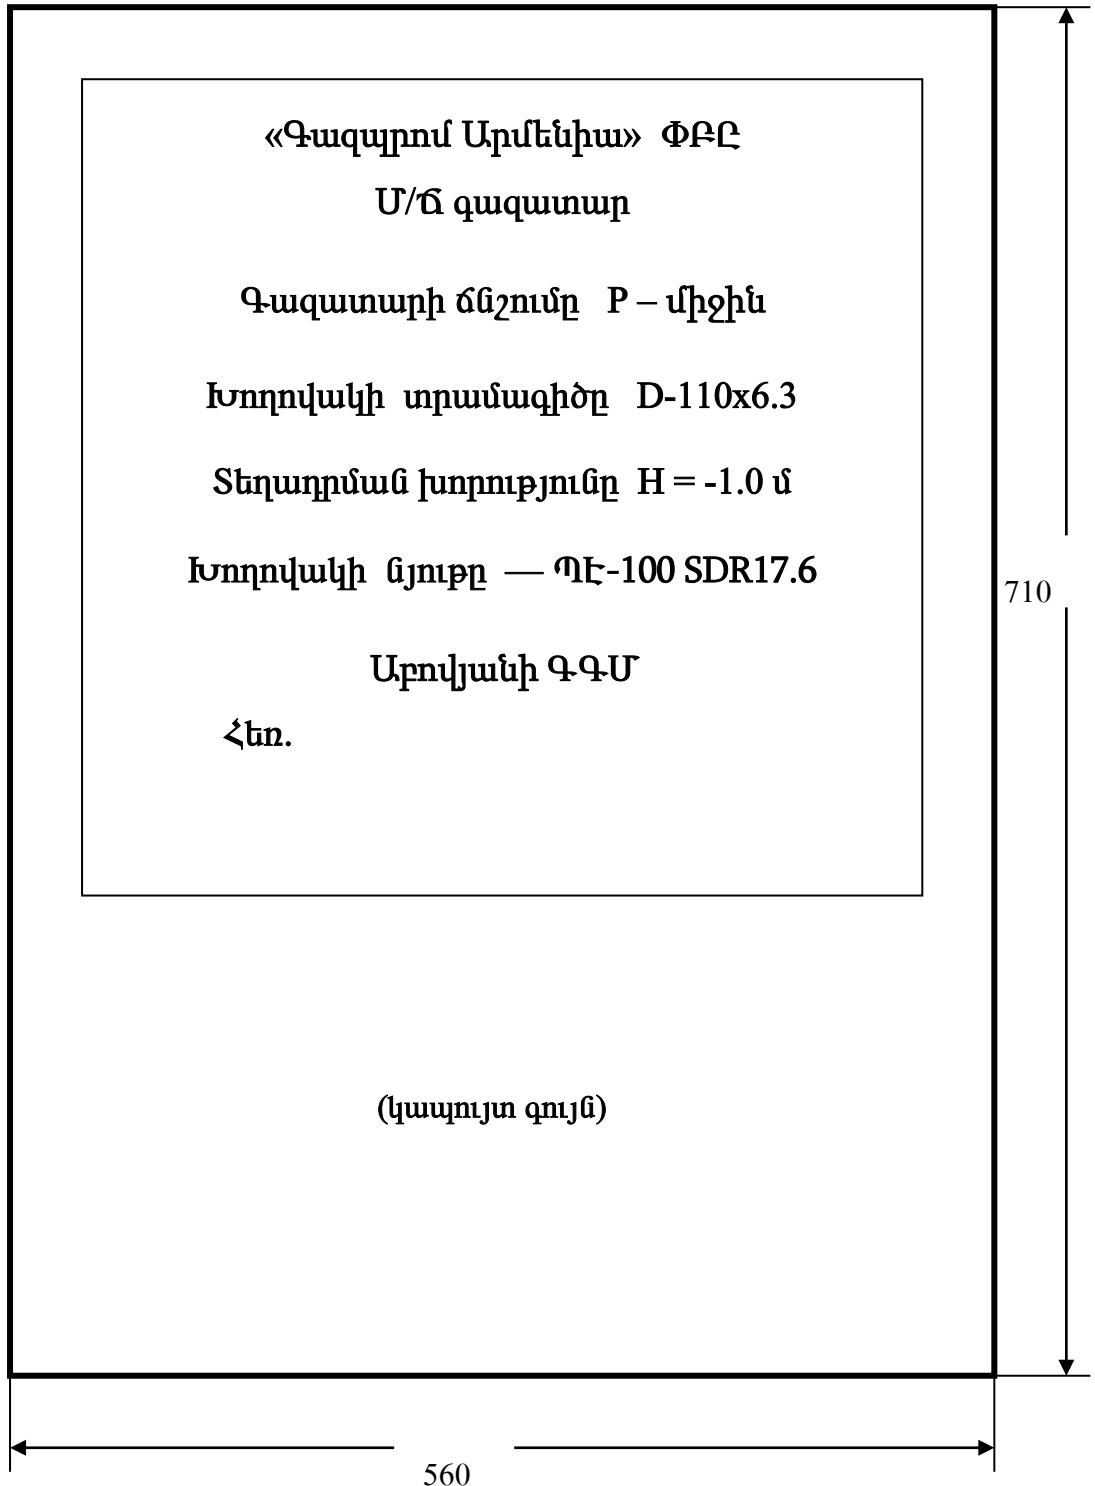 «Գազպրոմ Արմենիա» ՓԲԸ
Մ/Ճ գազատար
Գազատարի ճնշումը P – միջին
Խողովակի տրամագիծը D-110x6.3
Տեղադրման խորությունը H = -1.0 մ
Խողովակի նյութը — ՊԷ-100 SDR17.6
710
Աբովյանի ԳԳՄ
Հեռ.
(կապույտ գույն)
560